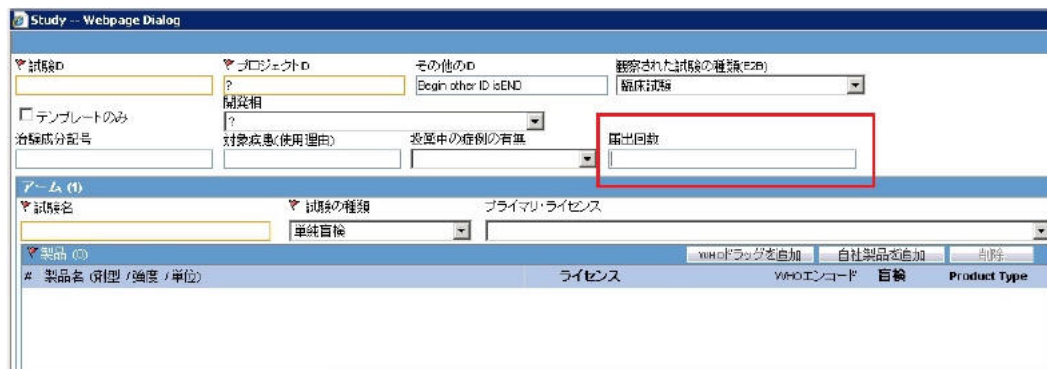 Study -- Webpage Dialog
試験ID プロジェクトID その他のID 観察された試験の種類(E2B)
? Begin other ID isEND 臨床試験
テンプレートのみ 開発相
?
治験成分記号 対象疾患(使用理由) 投薬中の症例の有無 届出回数
アーム (1)
試験名 試験の種類 プライマリ・ライセンス
単純盲検
製品 (0) WHOドラッグを追加 自社製品を追加 削除
# 製品名 (剤型 / 強度 / 単位) ライセンス WHOエンコード 盲検 Product Type